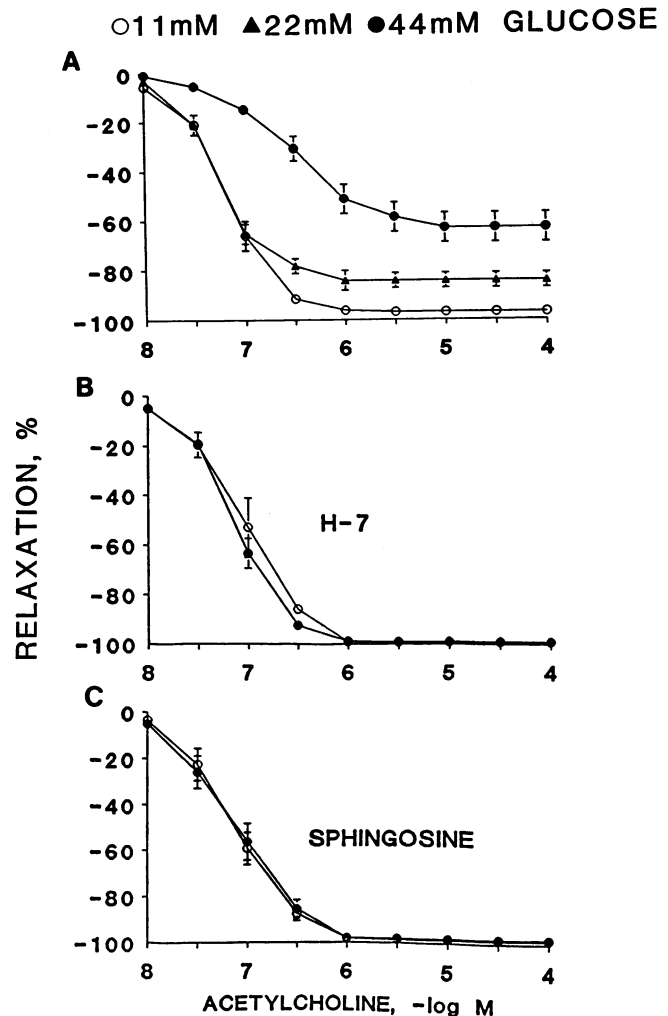 ○11mM ▲22mM ●44mM GLUCOSE
A
0
-20
-40
-60
-80
-100
8 7 6 5 4
B
0
-20
-40
-60
-80
-100
H-7
8 7 6 5 4
C
0
-20
-40
-60
-80
-100
SPHINGOSINE
8 7 6 5 4
RELAXATION, %
ACETYLCHOLINE, -log M